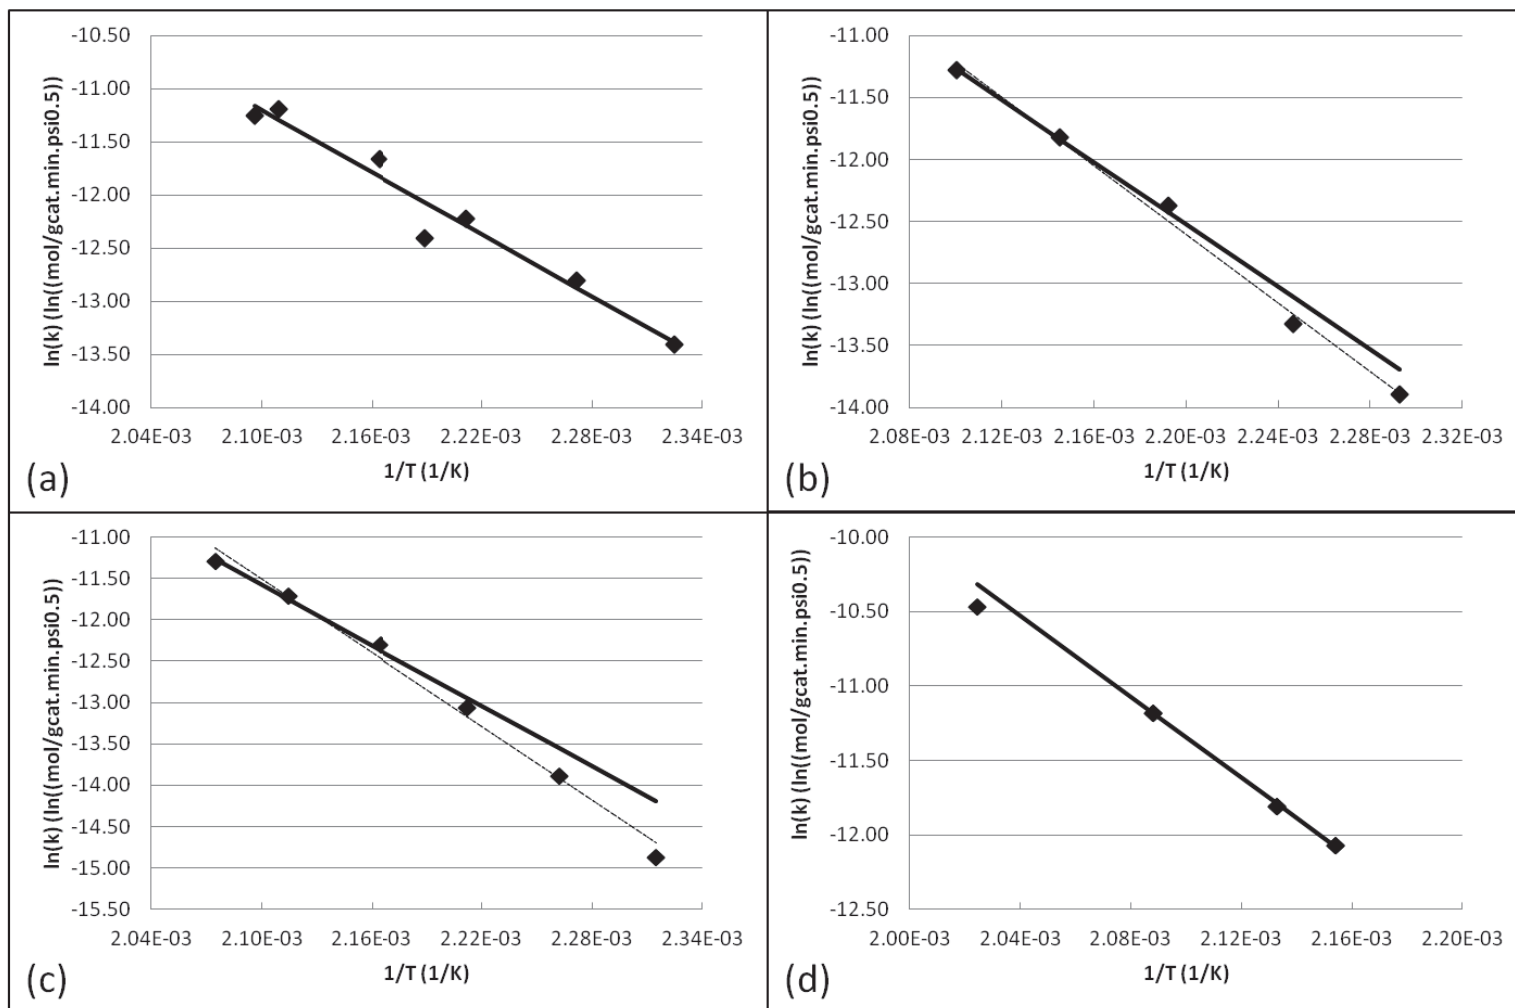 -10.50
-11.00
-11.50
-12.00
-12.50
-13.00
-13.50
-14.00
ln(k) (ln((mol/gcat.min.psi0.5))
2.04E-03 2.10E-03 2.16E-03 2.22E-03 2.28E-03 2.34E-03
1/T (1/K)
(a)
-11.00
-11.50
-12.00
-12.50
-13.00
-13.50
-14.00
ln(k) (ln((mol/gcat.min.psi0.5))
2.08E-03 2.12E-03 2.16E-03 2.20E-03 2.24E-03 2.28E-03 2.32E-03
1/T (1/K)
(b)
-11.00
-11.50
-12.00
-12.50
-13.00
-13.50
-14.00
-14.50
-15.00
-15.50
ln(k) (ln((mol/gcat.min.psi0.5))
2.04E-03 2.10E-03 2.16E-03 2.22E-03 2.28E-03 2.34E-03
1/T (1/K)
(c)
-10.00
-10.50
-11.00
-11.50
-12.00
-12.50
ln(k) (ln((mol/gcat.min.psi0.5))
2.00E-03 2.04E-03 2.08E-03 2.12E-03 2.16E-03 2.20E-03
1/T (1/K)
(d)